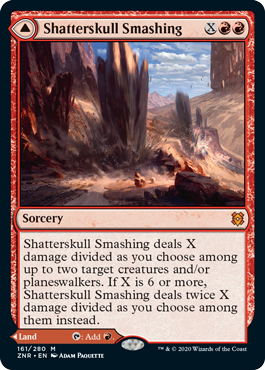 Shatterskull Smashing X R R
Sorcery
Shatterskull Smashing deals X
damage divided as you choose among
up to two target creatures and/or
planeswalkers. If X is 6 or more,
Shatterskull Smashing deals twice X
damage divided as you choose among
them instead.
Land T: Add R.
161/280 M
ZNR • EN Adam Paquette
™ & © 2020 Wizards of the Coast